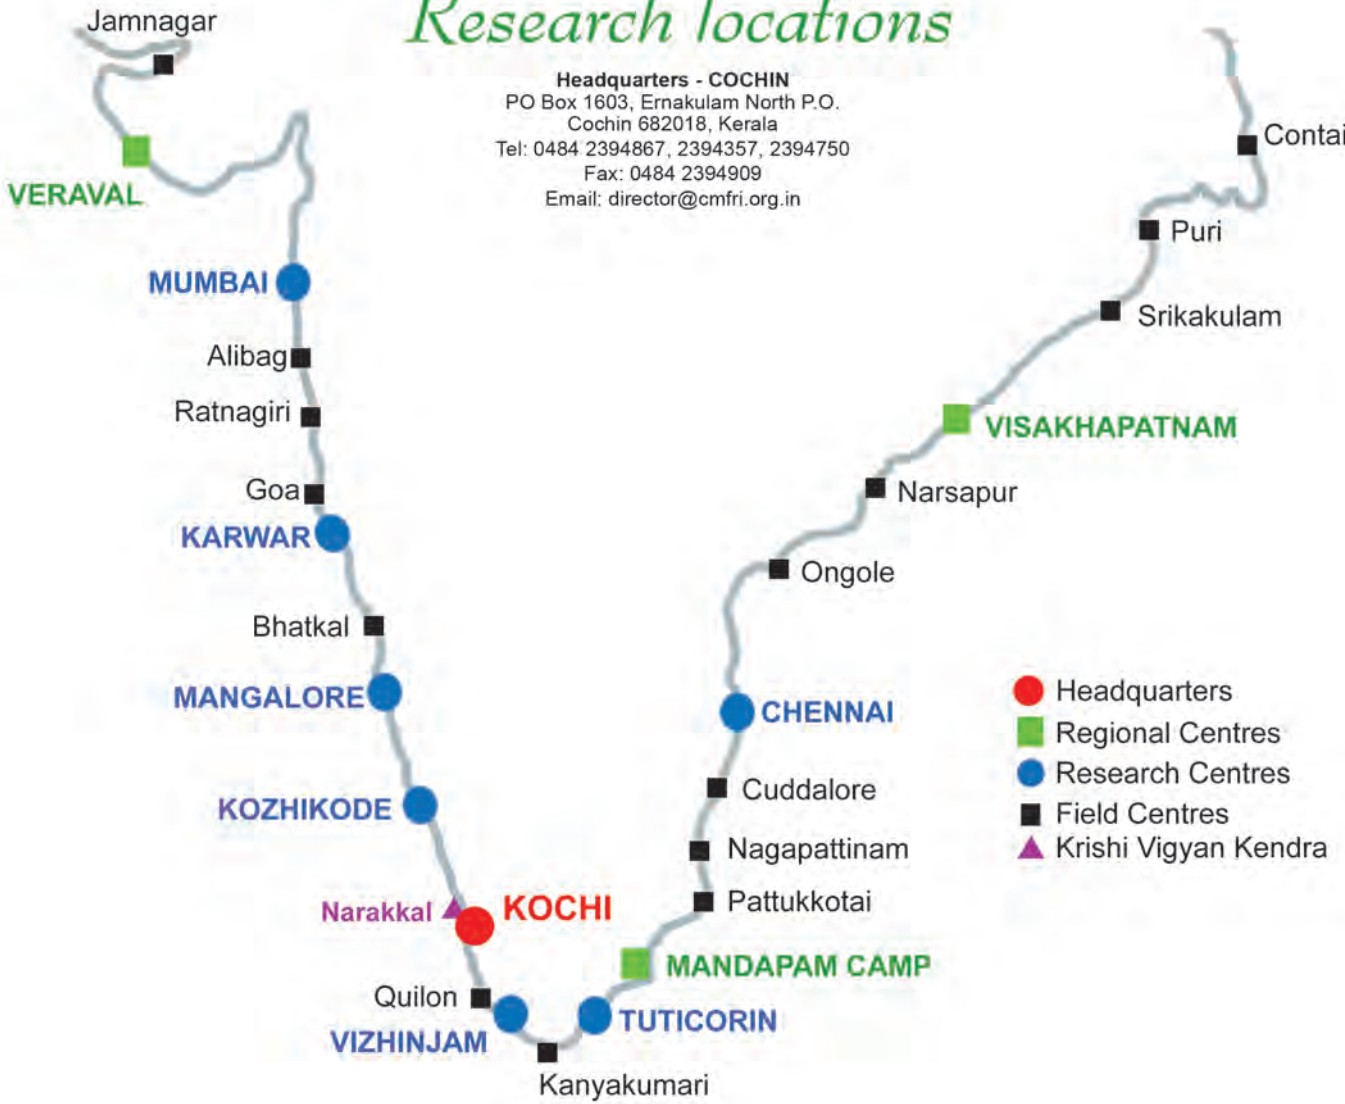 Research locations
Headquarters - COCHIN
PO Box 1603, Ernakulam North P.O.
Cochin 682018, Kerala
Tel: 0484 2394867, 2394357, 2394750
Fax: 0484 2394909
Email: director@cmfri.org.in
Jamnagar
VERAVAL
MUMBAI
Alibag
Ratnagiri
Goa
KARWAR
Bhatkal
MANGALORE
KOZHIKODE
Narakkal
KOCHI
Quilon
VIZHINJAM
Kanyakumari
TUTICORIN
MANDAPAM CAMP
Pattukkotai
Nagapattinam
Cuddalore
CHENNAI
Ongole
Narsapur
VISAKHAPATNAM
Srikakulam
Puri
Contai
Headquarters
Regional Centres
Research Centres
Field Centres
Krishi Vigyan Kendra